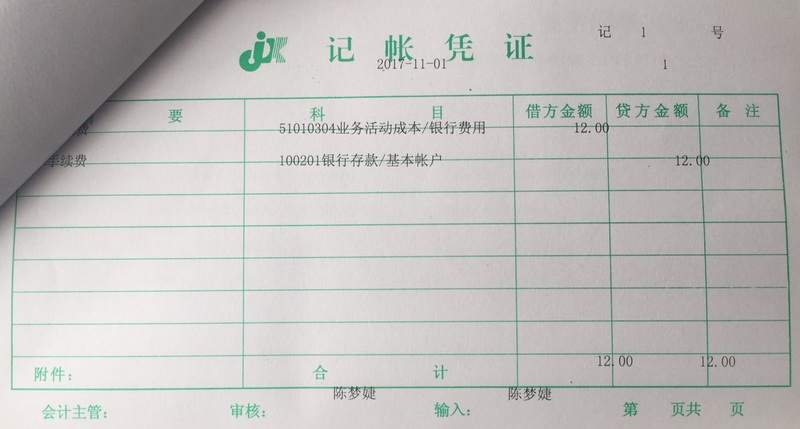 记 1 号
JDK 记帐凭证
2017-11-01 1
要 科目 借方金额 贷方金额 备注
费 51010304业务活动成本/银行费用 12.00
手续费 100201银行存款/基本帐户 12.00
附件： 合计 12.00 12.00
陈梦婕 陈梦婕
会计主管： 审核： 输入： 第 页共 页